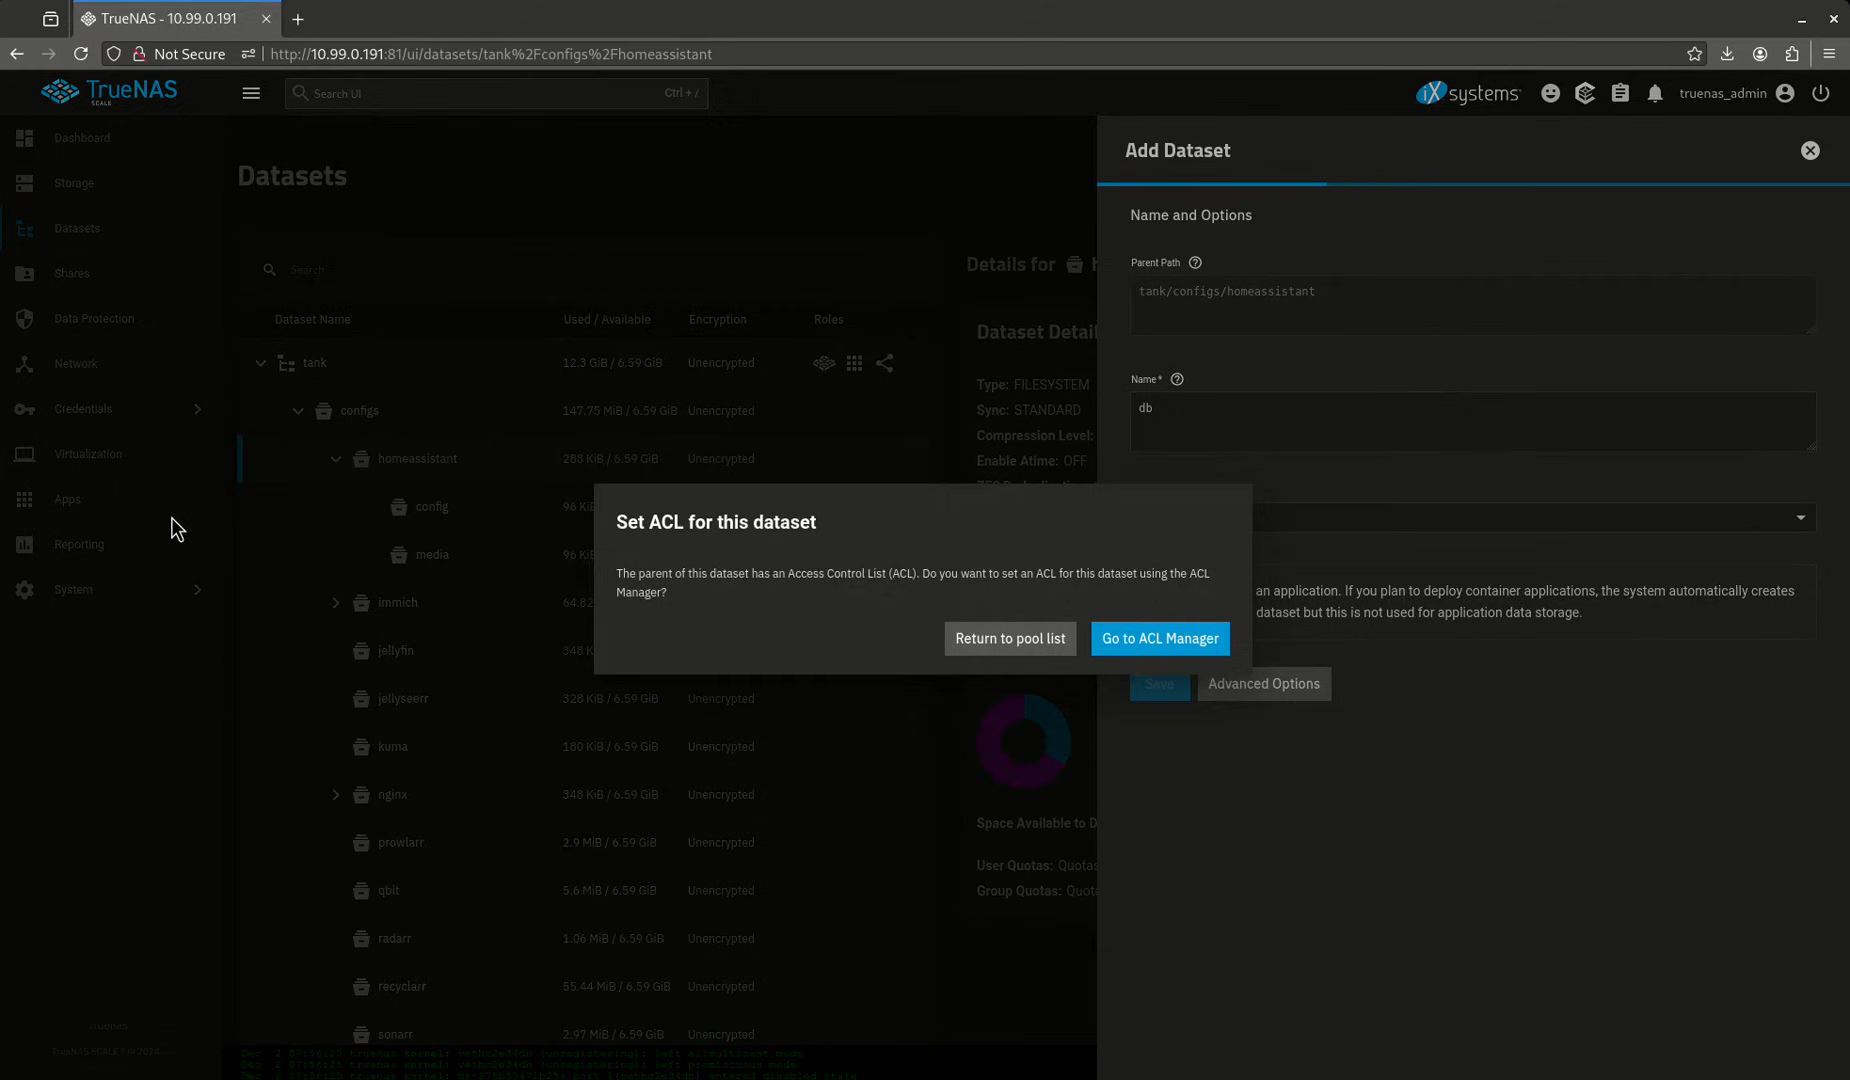 TrueNAS - 10.99.0.191
Not Secure
http://10.99.0.191:81/ui/datasets/tank%2Fconfigs%2Fhomeassistant
TrueNAS
SCALE
Search UI
Ctrl + /
iXsystems
truenas_admin
Dashboard
Storage
Datasets
Shares
Data Protection
Network
Credentials
Virtualization
Apps
Reporting
System
Datasets
Search
Dataset Name
Used / Available
Encryption
Roles
tank
12.3 GiB / 6.59 GiB
Unencrypted
configs
147.75 MiB / 6.59 GiB
Unencrypted
homeassistant
288 KiB / 6.59 GiB
Unencrypted
config
96 KiB
media
96 KiB
immich
64.82
jellyfin
348 K
jellyseerr
328 KiB / 6.59 GiB
Unencrypted
kuma
180 KiB / 6.59 GiB
Unencrypted
nginx
348 KiB / 6.59 GiB
Unencrypted
prowlarr
2.9 MiB / 6.59 GiB
Unencrypted
qbit
5.6 MiB / 6.59 GiB
Unencrypted
radarr
1.06 MiB / 6.59 GiB
Unencrypted
recyclarr
55.44 MiB / 6.59 GiB
Unencrypted
sonarr
2.97 MiB / 6.59 GiB
Unencrypted
Details for
Dataset Detail
Type: FILESYSTEM
Sync: STANDARD
Compression Level:
Enable Atime: OFF
Space Available to D
User Quotas: Quotas
Group Quotas: Quot
Add Dataset
Name and Options
Parent Path
tank/configs/homeassistant
Name *
db
an application. If you plan to deploy container applications, the system automatically creates
dataset but this is not used for application data storage.
Save
Advanced Options
Set ACL for this dataset
The parent of this dataset has an Access Control List (ACL). Do you want to set an ACL for this dataset using the ACL
Manager?
Return to pool list
Go to ACL Manager